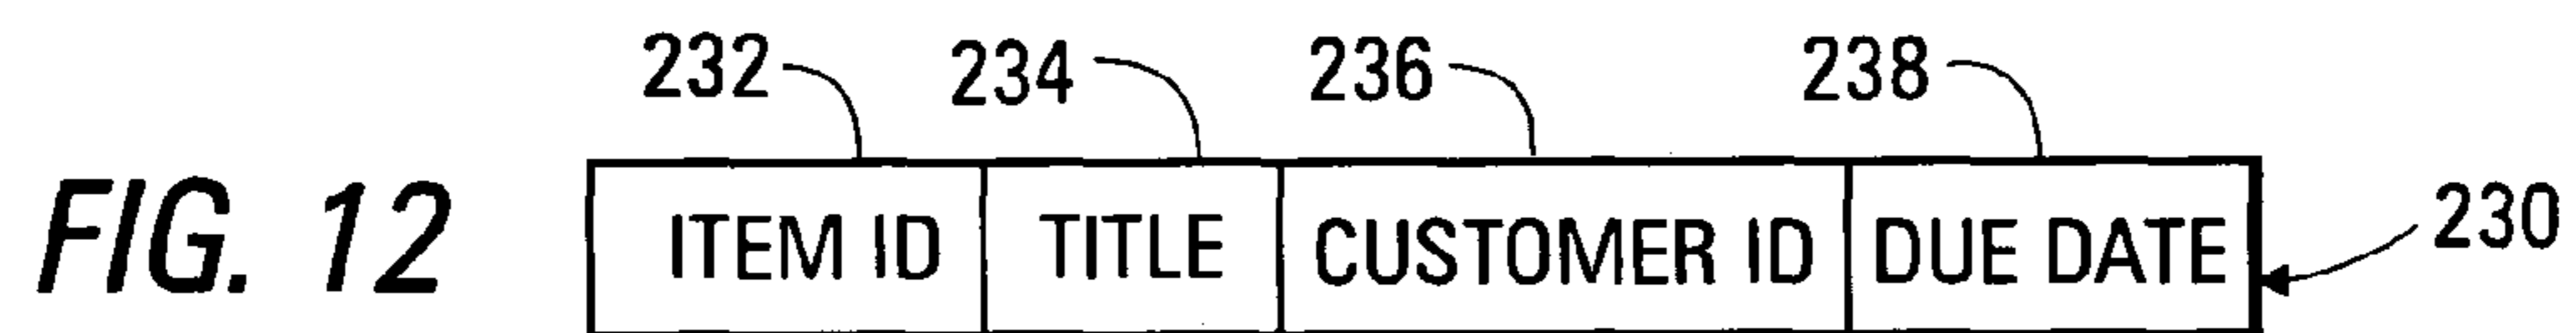 232 234 236 238
FIG. 12 ITEM ID TITLE CUSTOMER ID DUE DATE 230